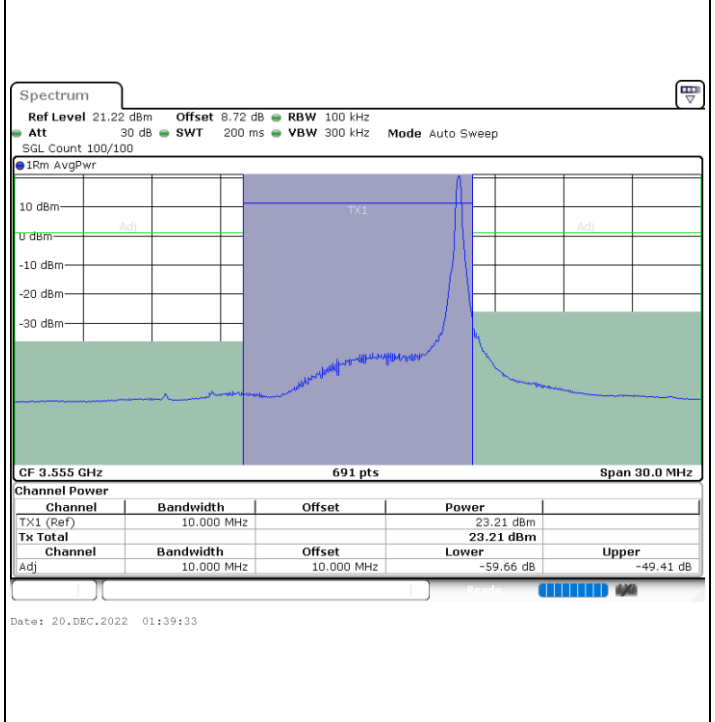 Spectrum
Ref Level 21.22 dBm Offset 8.72 dB RBW 100 kHz
Att 30 dB SWT 200 ms VBW 300 kHz Mode Auto Sweep
SGL Count 100/100
1Rm AvgPwr
10 dBm
TX1
Adj
Adj
0 dBm
-10 dBm
-20 dBm
-30 dBm
CF 3.555 GHz 691 pts Span 30.0 MHz
Channel Power
Channel Bandwidth Offset Power
TX1 (Ref) 10.000 MHz 23.21 dBm
Tx Total 23.21 dBm
Channel Bandwidth Offset Lower Upper
Adj 10.000 MHz 10.000 MHz -59.66 dB -49.41 dB
Ready
Date: 20.DEC.2022 01:39:33